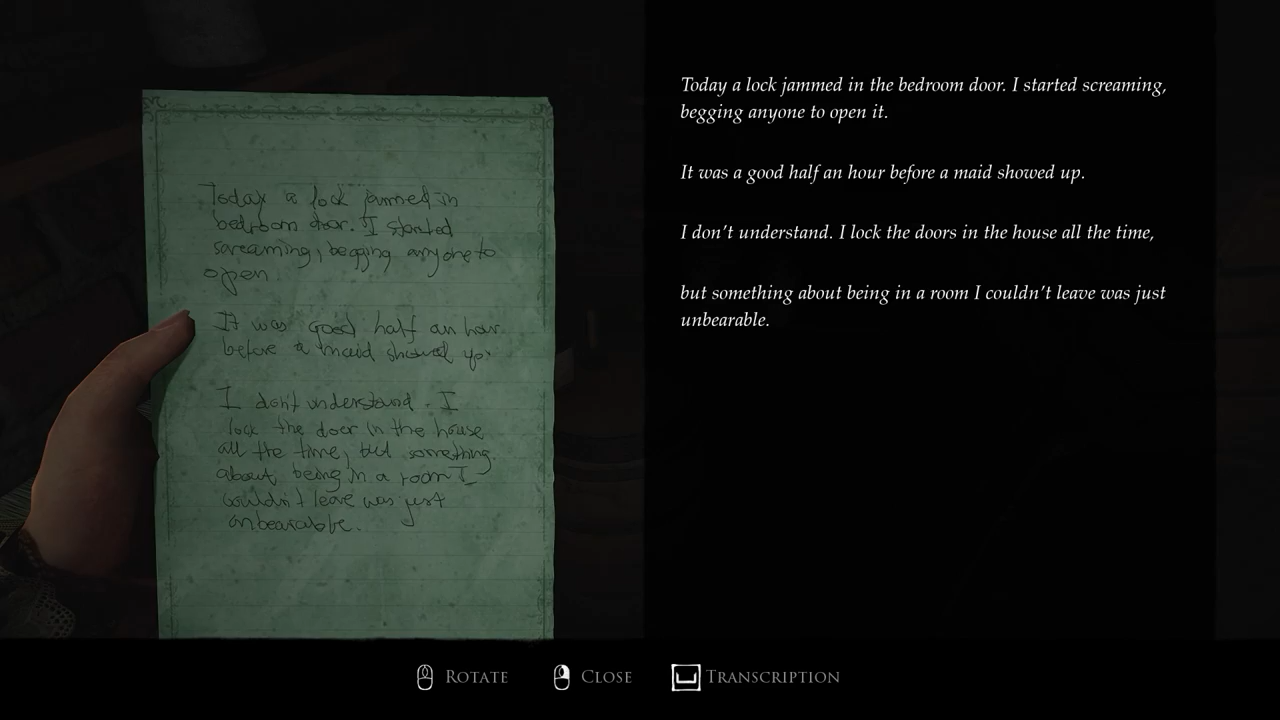 Today a lock jammed in
bedroom door. I started
screaming, begging anyone to
open.
It was good half an hour
before a maid showed up.
I don't understand. I
lock the door in the house
all the time, but something
about being in a room I
couldn't leave was just
unbearable.
Today a lock jammed in the bedroom door. I started screaming,
begging anyone to open it.
It was a good half an hour before a maid showed up.
I don't understand. I lock the doors in the house all the time,
but something about being in a room I couldn't leave was just
unbearable.
ROTATE
CLOSE
TRANSCRIPTION